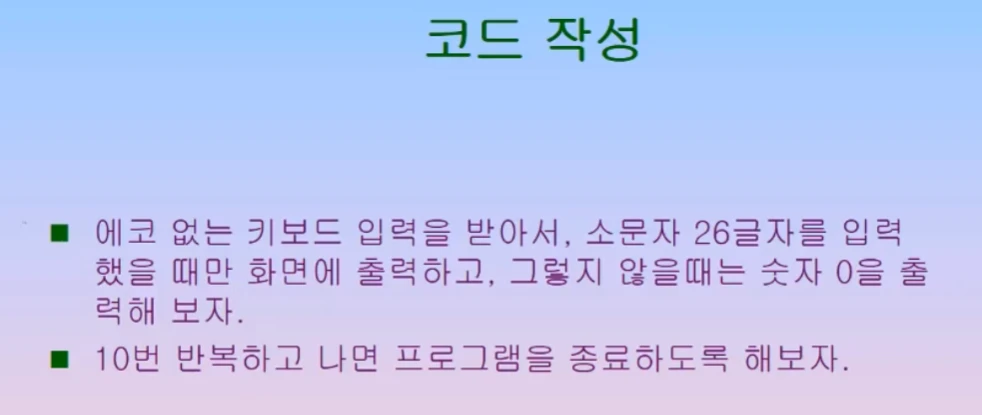 코드 작성
■ 에코 없는 키보드 입력을 받아서, 소문자 26글자를 입력
했을 때만 화면에 출력하고, 그렇지 않을때는 숫자 0을 출
력해 보자.
■ 10번 반복하고 나면 프로그램을 종료하도록 해보자.